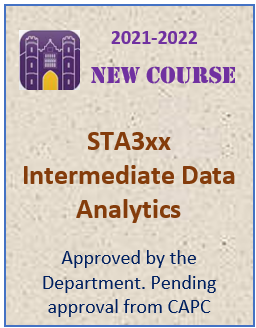 2021-2022
NEW COURSE
STA3xx
Intermediate Data
Analytics
Approved by the
Department. Pending
approval from CAPC